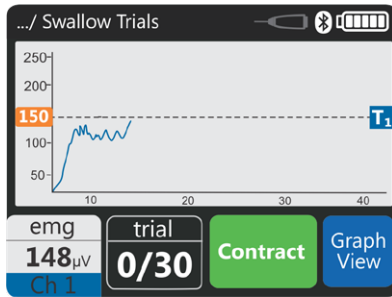 .../ Swallow Trials
250
200
150
T1
100
50
10 20 30 40
emg
148µV
Ch 1
trial
0/30
Contract
Graph
View